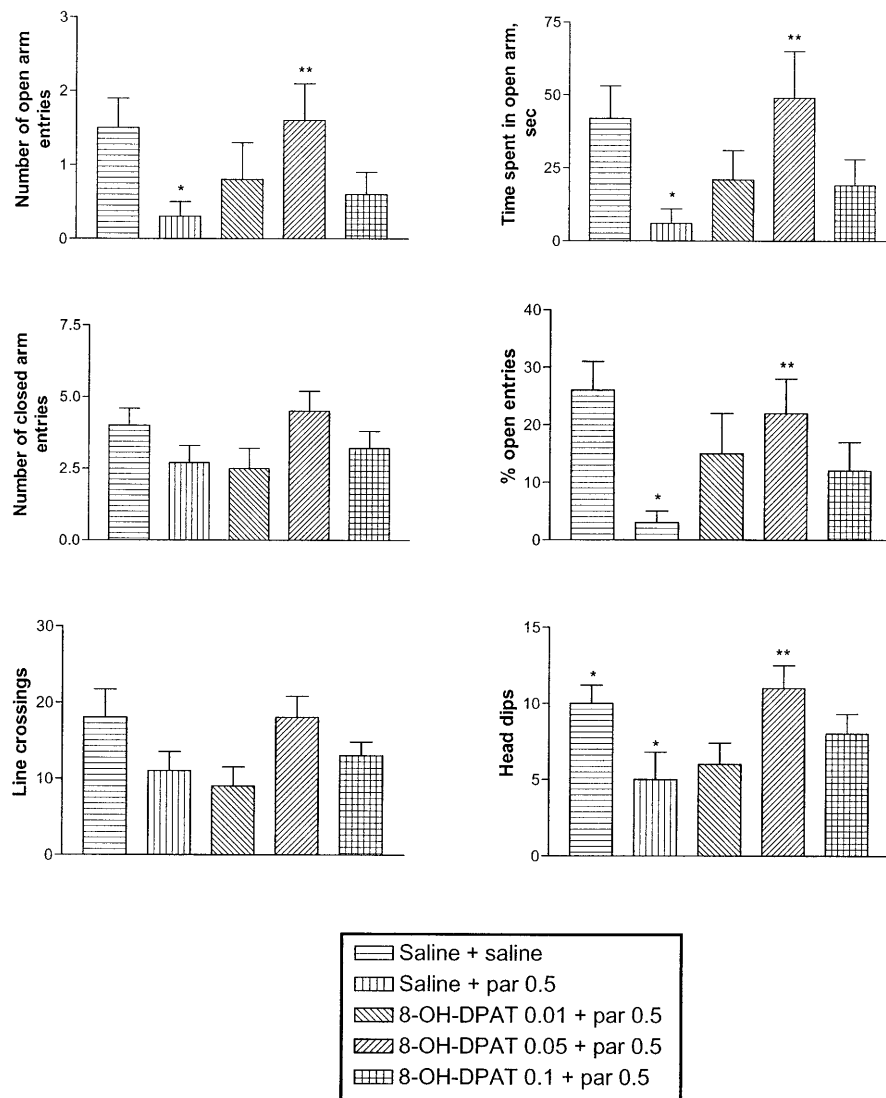 Number of open arm
entries
3
2
1
0
*
**
Time spent in open arm,
sec
75
50
25
0
*
**
Number of closed arm
entries
7.5
5.0
2.5
0.0
% open entries
40
30
20
10
0
*
**
Line crossings
30
20
10
0
Head dips
15
10
5
0
*
*
**
Saline + saline
Saline + par 0.5
8-OH-DPAT 0.01 + par 0.5
8-OH-DPAT 0.05 + par 0.5
8-OH-DPAT 0.1 + par 0.5